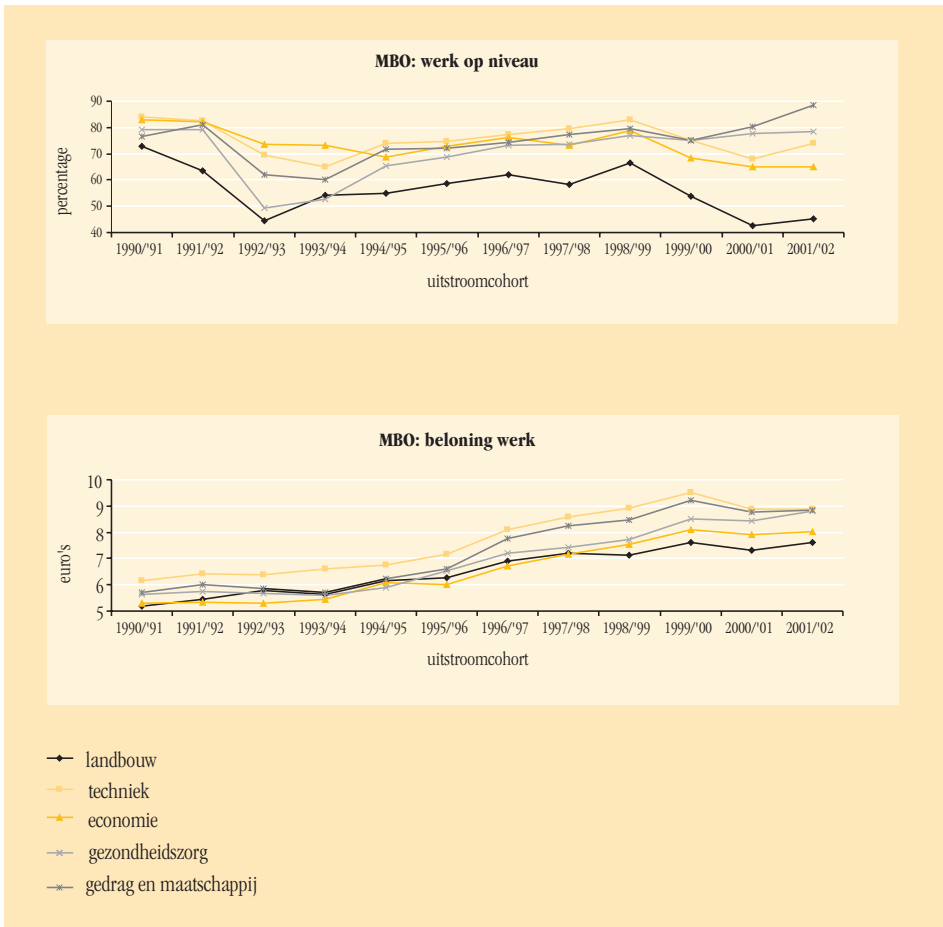 MBO: werk op niveau
90
80
70
60
50
40
percentage
1990/'91 1991/'92 1992/'93 1993/'94 1994/'95 1995/'96 1996/'97 1997/'98 1998/'99 1999/'00 2000/'01 2001/'02
uitstroomcohort
MBO: beloning werk
10
9
8
7
6
5
euro's
1990/'91 1991/'92 1992/'93 1993/'94 1994/'95 1995/'96 1996/'97 1997/'98 1998/'99 1999/'00 2000/'01 2001/'02
uitstroomcohort
landbouw
techniek
economie
gezondheidszorg
gedrag en maatschappij